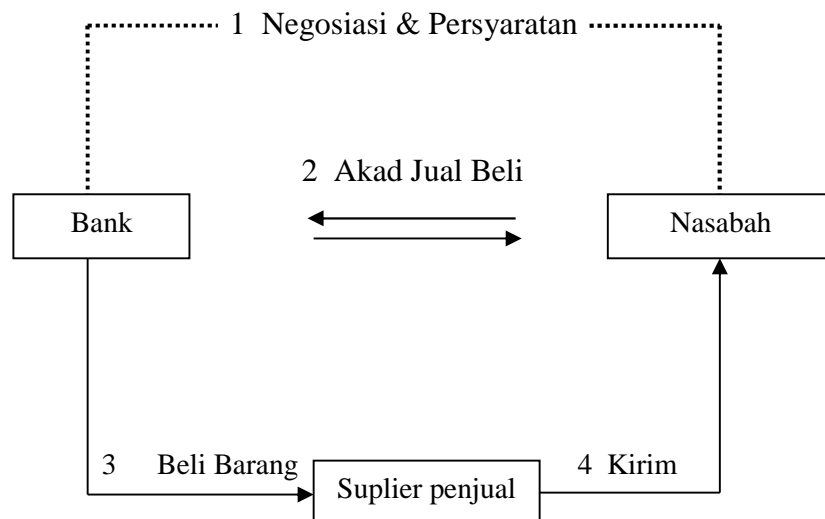 1 Negosiasi & Persyaratan
2 Akad Jual Beli
Bank
Nasabah
3 Beli Barang
Suplier penjual
4 Kirim